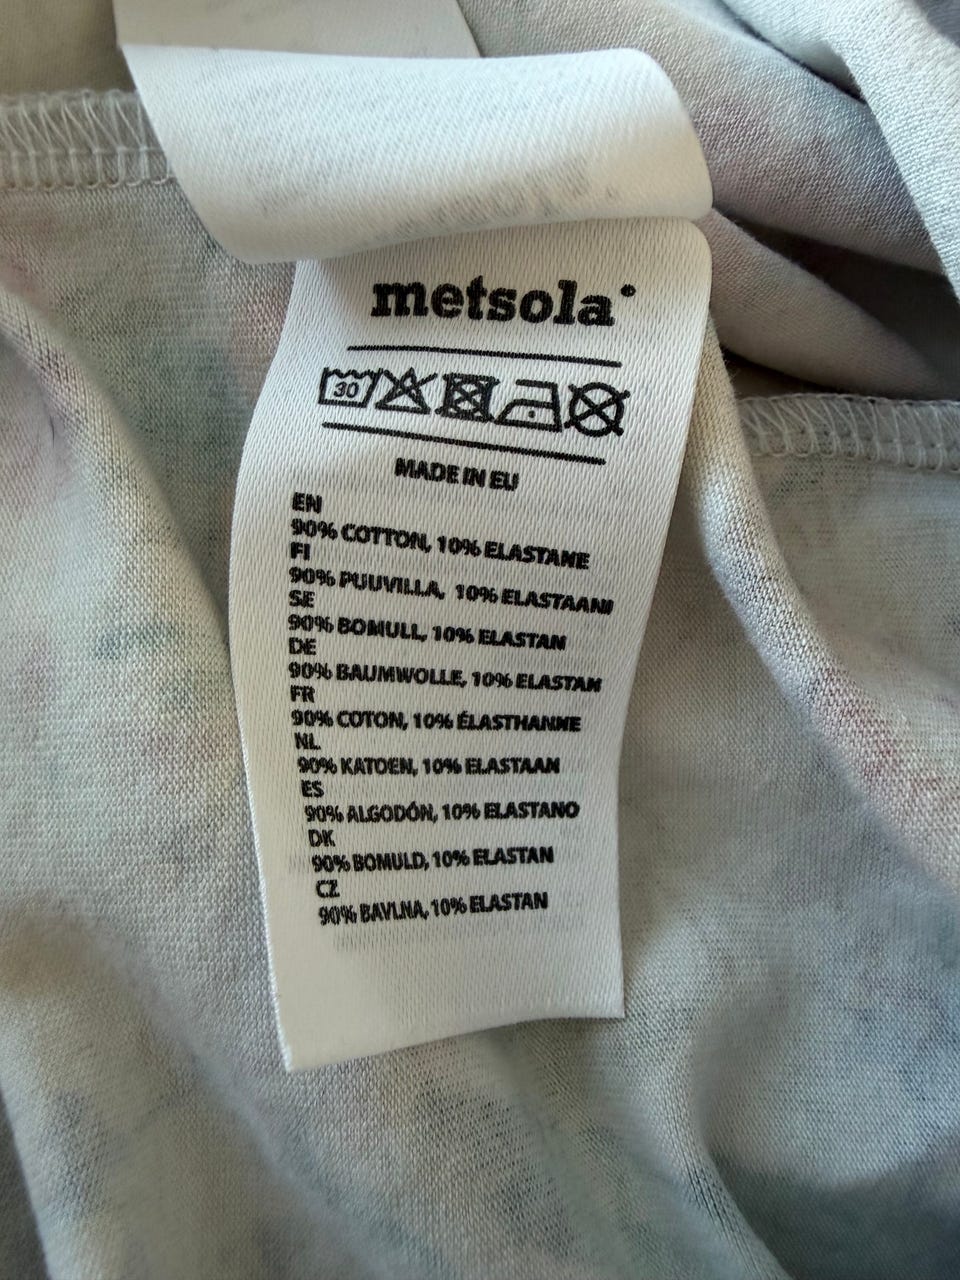 metsola
30
MADE IN EU
EN
90% COTTON, 10% ELASTANE
FI
90% PUUVILLA, 10% ELASTAANI
SE
90% BOMULL, 10% ELASTAN
DE
90% BAUMWOLLE, 10% ELASTAN
FR
90% COTON, 10% ÉLASTHANNE
NL
90% KATOEN, 10% ELASTAAN
ES
90% ALGODÓN, 10% ELASTANO
DK
90% BOMULD, 10% ELASTAN
CZ
90% BAVLNA, 10% ELASTAN